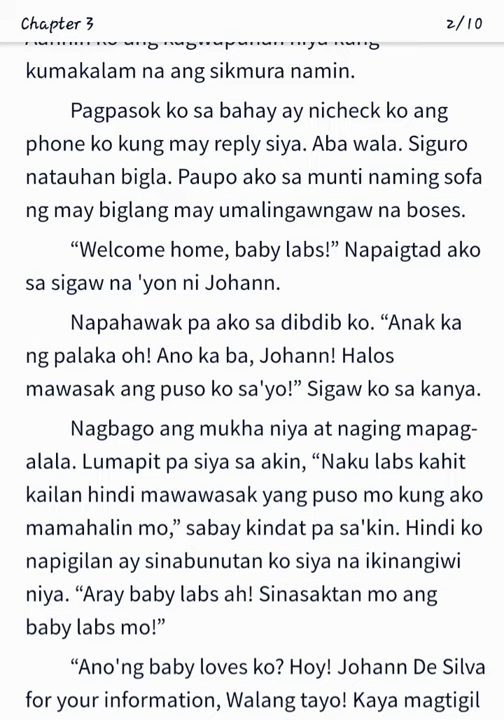 Chapter 3
2/10
kumakalam na ang sikmura namin.
Pagpasok ko sa bahay ay nicheck ko ang
phone ko kung may reply siya. Aba wala. Siguro
natauhan bigla. Paupo ako sa munti naming sofa
ng may biglang may umalingawngaw na boses.
“Welcome home, baby labs!” Napaigtad ako
sa sigaw na 'yon ni Johann.
Napahawak pa ako sa dibdib ko. “Anak ka
ng palaka oh! Ano ka ba, Johann! Halos
mawasak ang puso ko sa'yo!” Sigaw ko sa kanya.
Nagbago ang mukha niya at naging mapag-
alala. Lumapit pa siya sa akin, “Naku labs kahit
kailan hindi mawawasak yang puso mo kung ako
mamahalin mo,” sabay kindat pa sa'kin. Hindi ko
napigilan ay sinabunutan ko siya na ikinangiwi
niya. “Aray baby labs ah! Sinasaktan mo ang
baby labs mo!”
“Ano'ng baby loves ko? Hoy! Johann De Silva
for your information, Walang tayo! Kaya magtigil